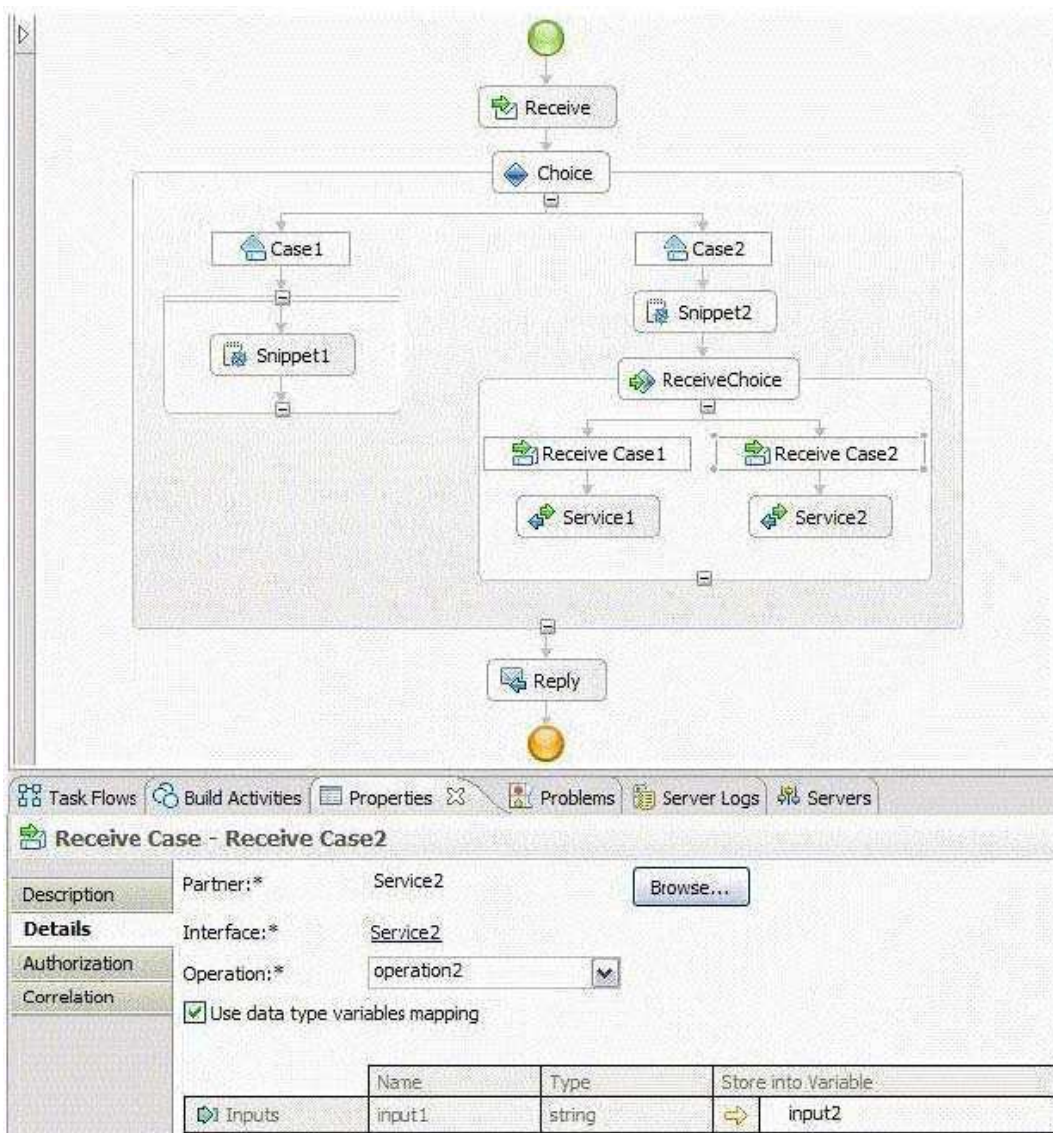 Receive
Choice
Case1
Case2
Snippet2
Snippet1
ReceiveChoice
Receive Case1
Receive Case2
Service1
Service2
Reply
Task Flows Build Activities Properties Problems Server Logs Servers
Receive Case - Receive Case2
Description
Details
Authorization
Correlation
Partner:* Service2 Browse...
Interface:* Service2
Operation:* operation2
Use data type variables mapping
Name Type Store into Variable
Inputs input1 string input2